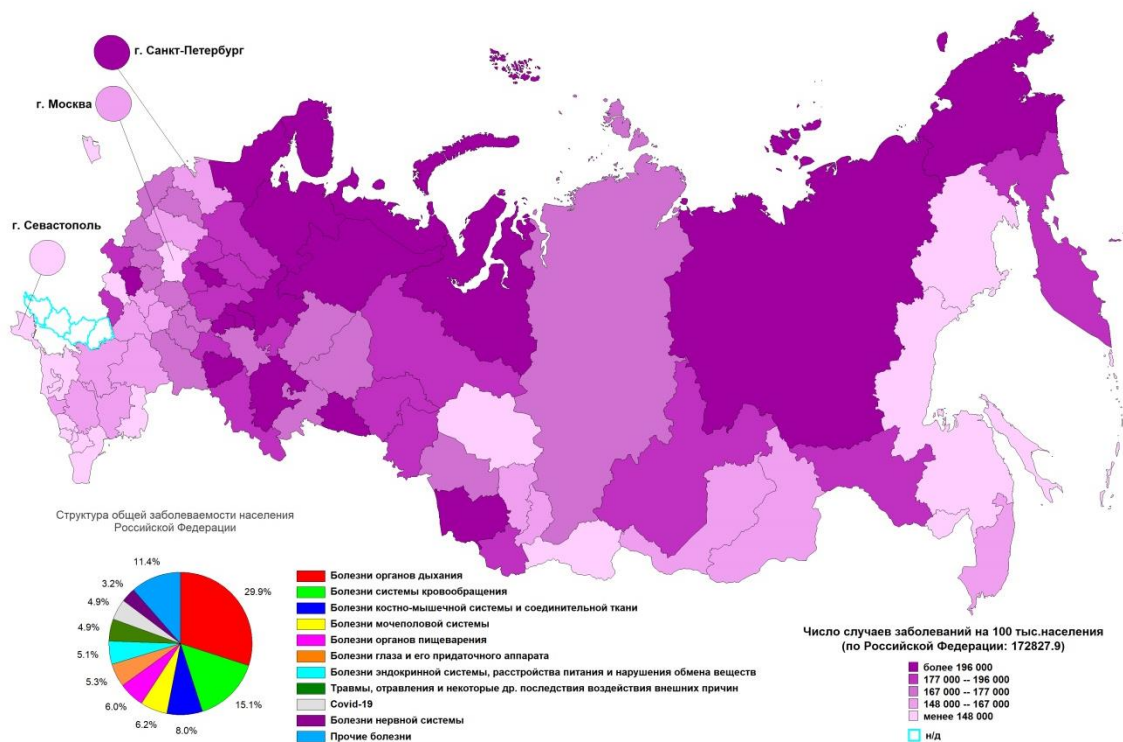 г. Санкт-Петербург
г. Москва
г. Севастополь
Структура общей заболеваемости населения
Российской Федерации
11.4%
3.2%
4.9%
4.9%
5.1%
5.3%
6.0%
6.2%
8.0%
15.1%
29.9%
Болезни органов дыхания
Болезни системы кровообращения
Болезни костно-мышечной системы и соединительной ткани
Болезни мочеполовой системы
Болезни органов пищеварения
Болезни глаза и его придаточного аппарата
Болезни эндокринной системы, расстройства питания и нарушения обмена веществ
Травмы, отравления и некоторые др. последствия воздействия внешних причин
Covid-19
Болезни нервной системы
Прочие болезни
Число случаев заболеваний на 100 тыс.населения
(по Российской Федерации: 172827.9)
более 196 000
177 000 -- 196 000
167 000 -- 177 000
148 000 -- 167 000
менее 148 000
н/д